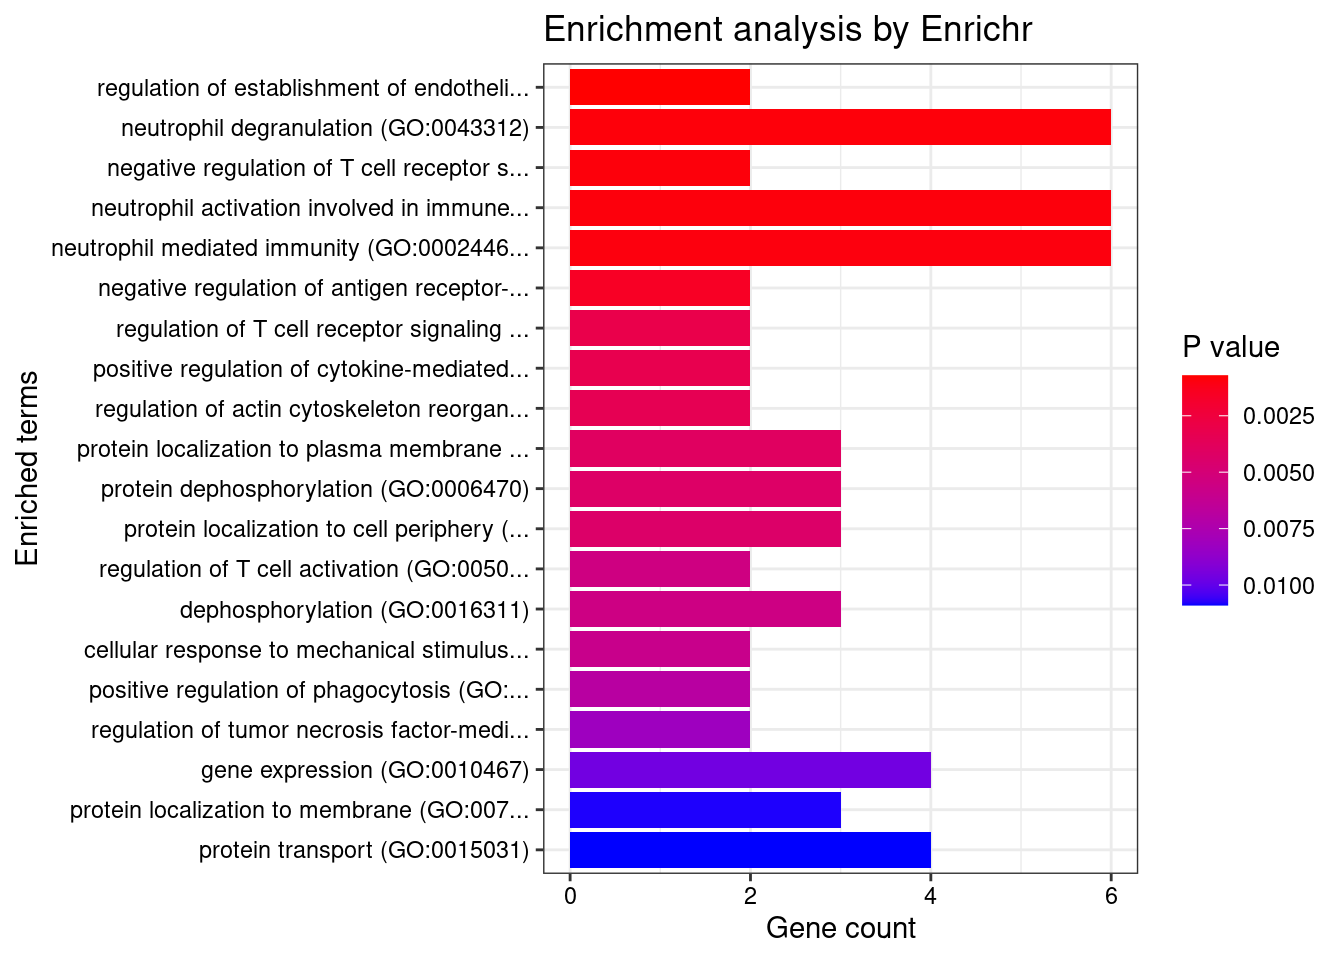 Enrichment analysis by Enrichr
regulation of establishment of endotheli...
neutrophil degranulation (GO:0043312)
negative regulation of T cell receptor s...
neutrophil activation involved in immune...
neutrophil mediated immunity (GO:0002446...
negative regulation of antigen receptor-...
regulation of T cell receptor signaling ...
positive regulation of cytokine-mediated...
regulation of actin cytoskeleton reorgan...
protein localization to plasma membrane ...
protein dephosphorylation (GO:0006470)
protein localization to cell periphery (...
regulation of T cell activation (GO:0050...
dephosphorylation (GO:0016311)
cellular response to mechanical stimulus...
positive regulation of phagocytosis (GO:...
regulation of tumor necrosis factor-medi...
gene expression (GO:0010467)
protein localization to membrane (GO:007...
protein transport (GO:0015031)
Enriched terms
0 2 4 6
Gene count
P value
0.0025
0.0050
0.0075
0.0100